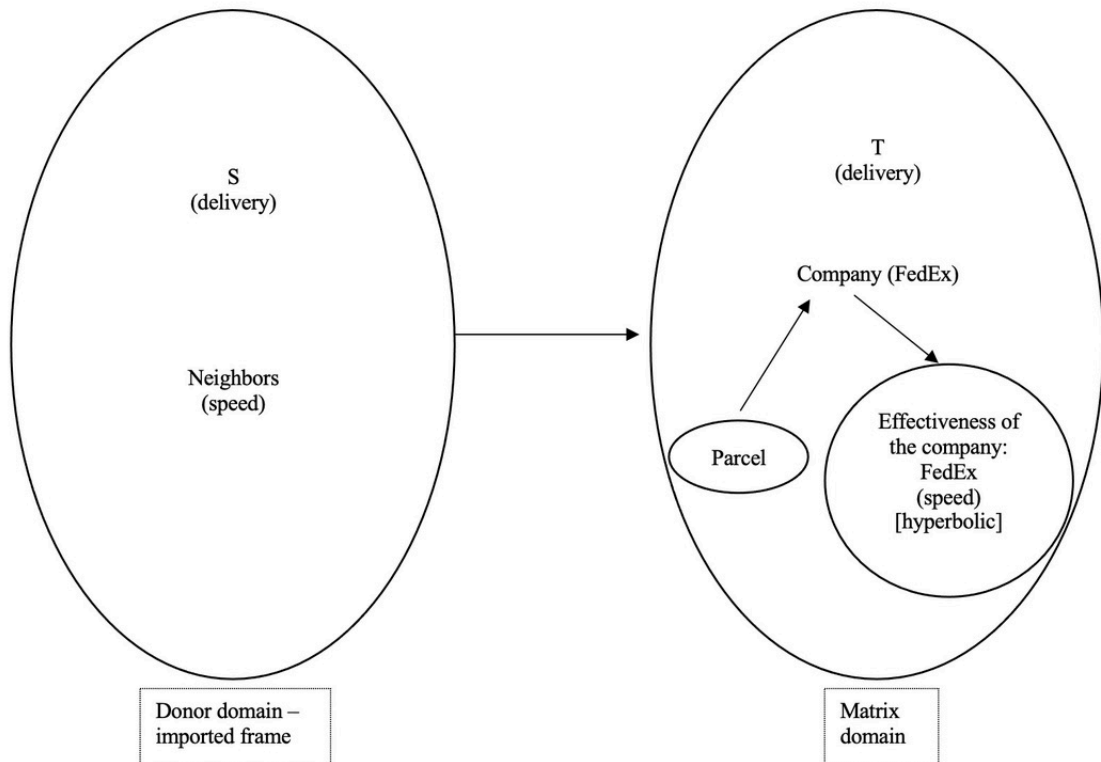 S
(delivery)
Neighbors
(speed)
Donor domain –
imported frame
T
(delivery)
Company (FedEx)
Parcel
Effectiveness of
the company:
FedEx
(speed)
[hyperbolic]
Matrix
domain